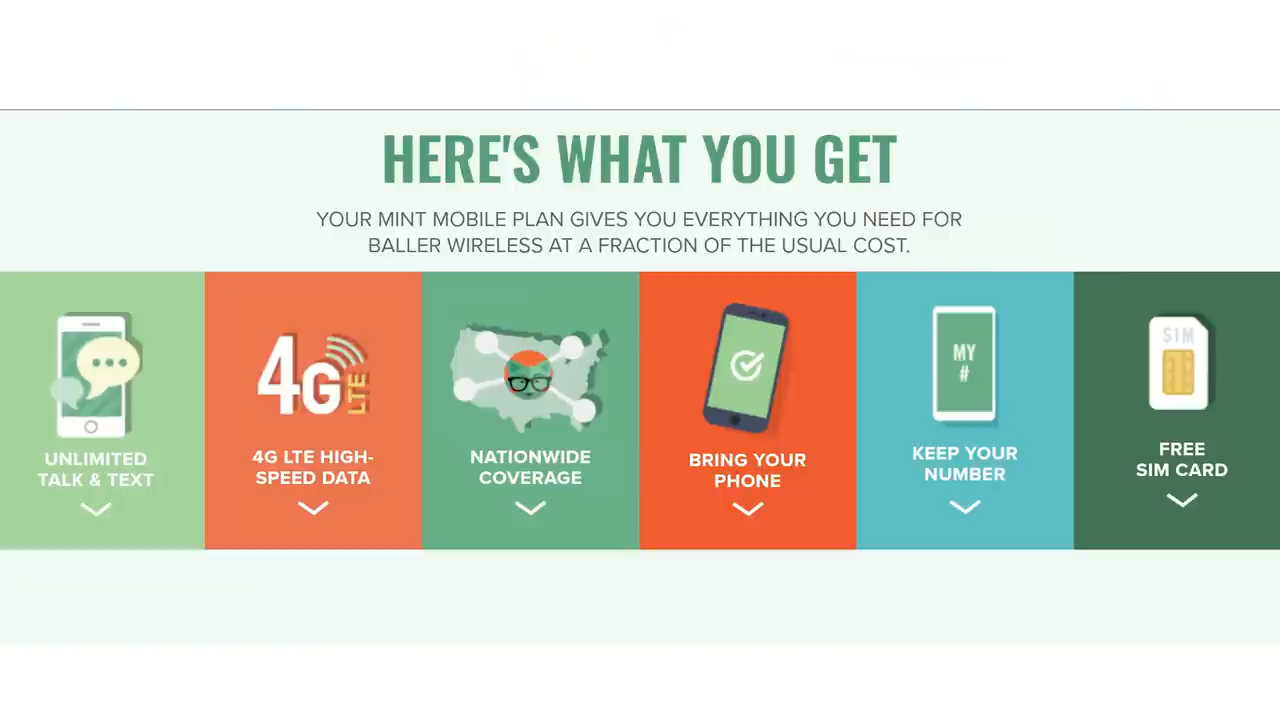 HERE'S WHAT YOU GET
YOUR MINT MOBILE PLAN GIVES YOU EVERYTHING YOU NEED FOR
BALLER WIRELESS AT A FRACTION OF THE USUAL COST.
UNLIMITED
TALK & TEXT
4G LTE
4G LTE HIGH-
SPEED DATA
NATIONWIDE
COVERAGE
BRING YOUR
PHONE
MY
#
KEEP YOUR
NUMBER
SIM
FREE
SIM CARD